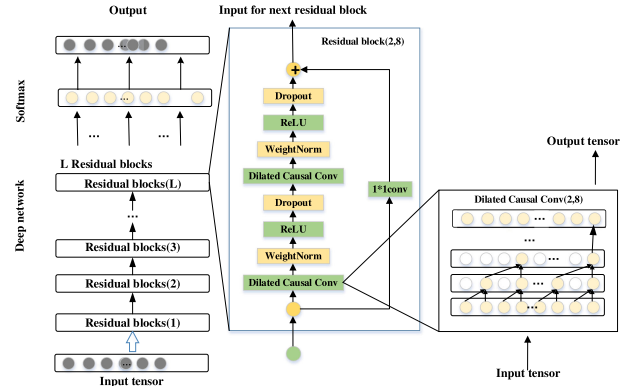 Output
Softmax
...
...
...
L Residual blocks
Deep network
Residual blocks(L)
...
Residual blocks(3)
Residual blocks(2)
Residual blocks(1)
...
Input tensor
Input for next residual block
Residual block(2,8)
+
Dropout
ReLU
WeightNorm
Dilated Causal Conv
1*1conv
Dropout
ReLU
WeightNorm
Dilated Causal Conv
Output tensor
Dilated Causal Conv(2,8)
...
...
...
...
...
Input tensor